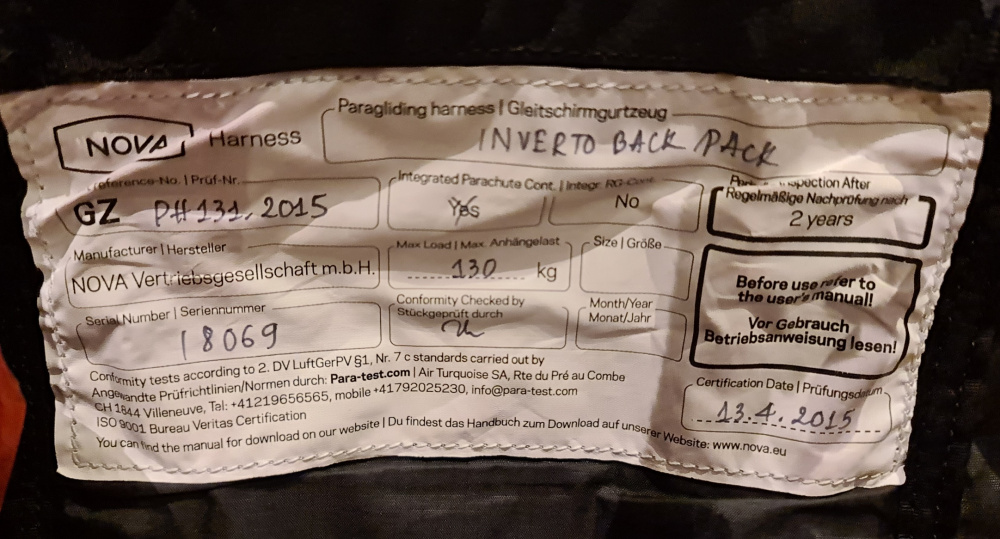 NOVA Harness
Paragliding harness | Gleitschirmgurtzeug
INVERTO BACK PACK
Reference-No. | Prüf-Nr.
GZ PH 131.2015
Integrated Parachute Cont. | Integr. RG-Cont.
Yes No
Inspection After
Regelmäßige Nachprüfung nach
2 years
Manufacturer | Hersteller
NOVA Vertriebsgesellschaft m.b.H.
Max Load | Max. Anhängelast
130 kg
Size | Größe
Before use refer to
the user's manual!
Vor Gebrauch
Betriebsanweisung lesen!
Serial Number | Seriennummer
18069
Conformity Checked by
Stückgeprüft durch
Month/Year
Monat/Jahr
Certification Date | Prüfungsdatum
13.4.2015
Conformity tests according to 2. DV LuftGerPV §1, Nr. 7 c standards carried out by
Angewandte Prüfrichtlinien/Normen durch: Para-test.com | Air Turquoise SA, Rte du Pré au Combe
CH 1844 Villeneuve, Tel: +41219656565, mobile +41792025230, info@para-test.com
ISO 9001 Bureau Veritas Certification
You can find the manual for download on our website | Du findest das Handbuch zum Download auf unserer Website: www.nova.eu